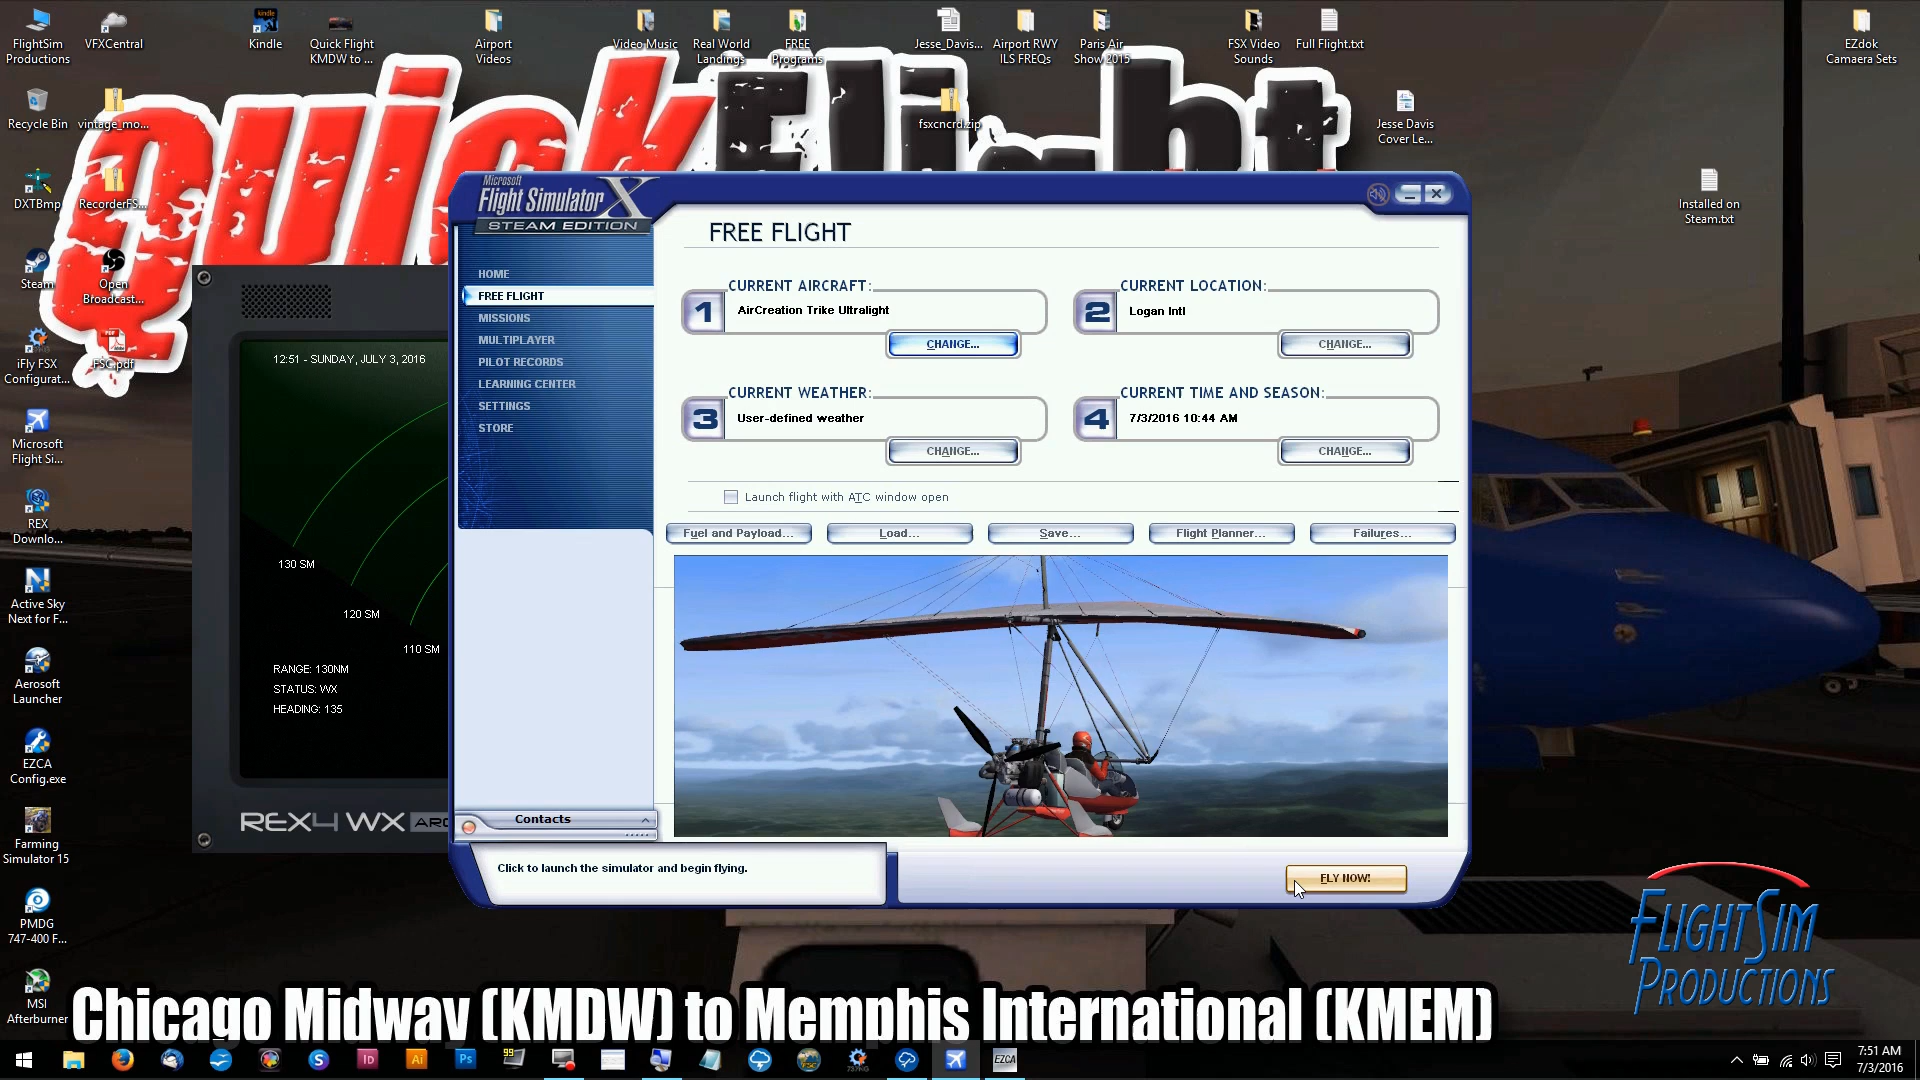 FlightSim
Productions
VFXCentral
Kindle
Quick Flight
KMDW to ...
Airport
Videos
Video Music
Real World
Landings
FREE
Programs
Jesse_Davis...
Airport RWY
ILS FREQs
Paris Air
Show 2015
FSX Video
Sounds
Full Flight.txt
EZdok
Camaera Sets
Recycle Bin
vintage_mo...
fsxcncrd.zip
Jesse Davis
Cover Le...
QuickFlight
DXTBmp
RecorderFS...
Installed on
Steam.txt
Steam
Open
Broadcast...
iFly FSX
Configurat...
FSC.pdf
Microsoft
Flight Si...
REX
Downlo...
Active Sky
Next for F...
Aerosoft
Launcher
EZCA
Config.exe
Farming
Simulator 15
PMDG
747-400 F...
MSI
Afterburner
12:51 - SUNDAY, JULY 3, 2016
130 SM
120 SM
110 SM
RANGE: 130NM
STATUS: WX
HEADING: 135
REX4 WX ARC
Microsoft
Flight Simulator X
STEAM EDITION
HOME
FREE FLIGHT
MISSIONS
MULTIPLAYER
PILOT RECORDS
LEARNING CENTER
SETTINGS
STORE
Contacts
FREE FLIGHT
CURRENT AIRCRAFT:
1
AirCreation Trike Ultralight
CHANGE...
CURRENT LOCATION:
2
Logan Intl
CHANGE...
CURRENT WEATHER:
3
User-defined weather
CHANGE...
CURRENT TIME AND SEASON:
4
7/3/2016 10:44 AM
CHANGE...
Launch flight with ATC window open
Fuel and Payload...
Load...
Save...
Flight Planner...
Failures...
Click to launch the simulator and begin flying.
FLY NOW!
FLIGHTSIM
PRODUCTIONS
Chicago Midway (KMDW) to Memphis International (KMEM)
Id
Ai
Ps
99
EZCA
7:51 AM
7/3/2016